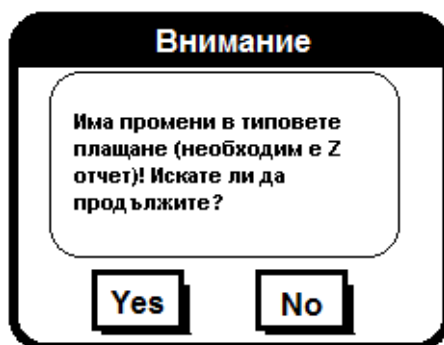 Внимание
Има промени в типовете
плащане (необходим е Z
отчет)! Искате ли да
продължите?
Yes No